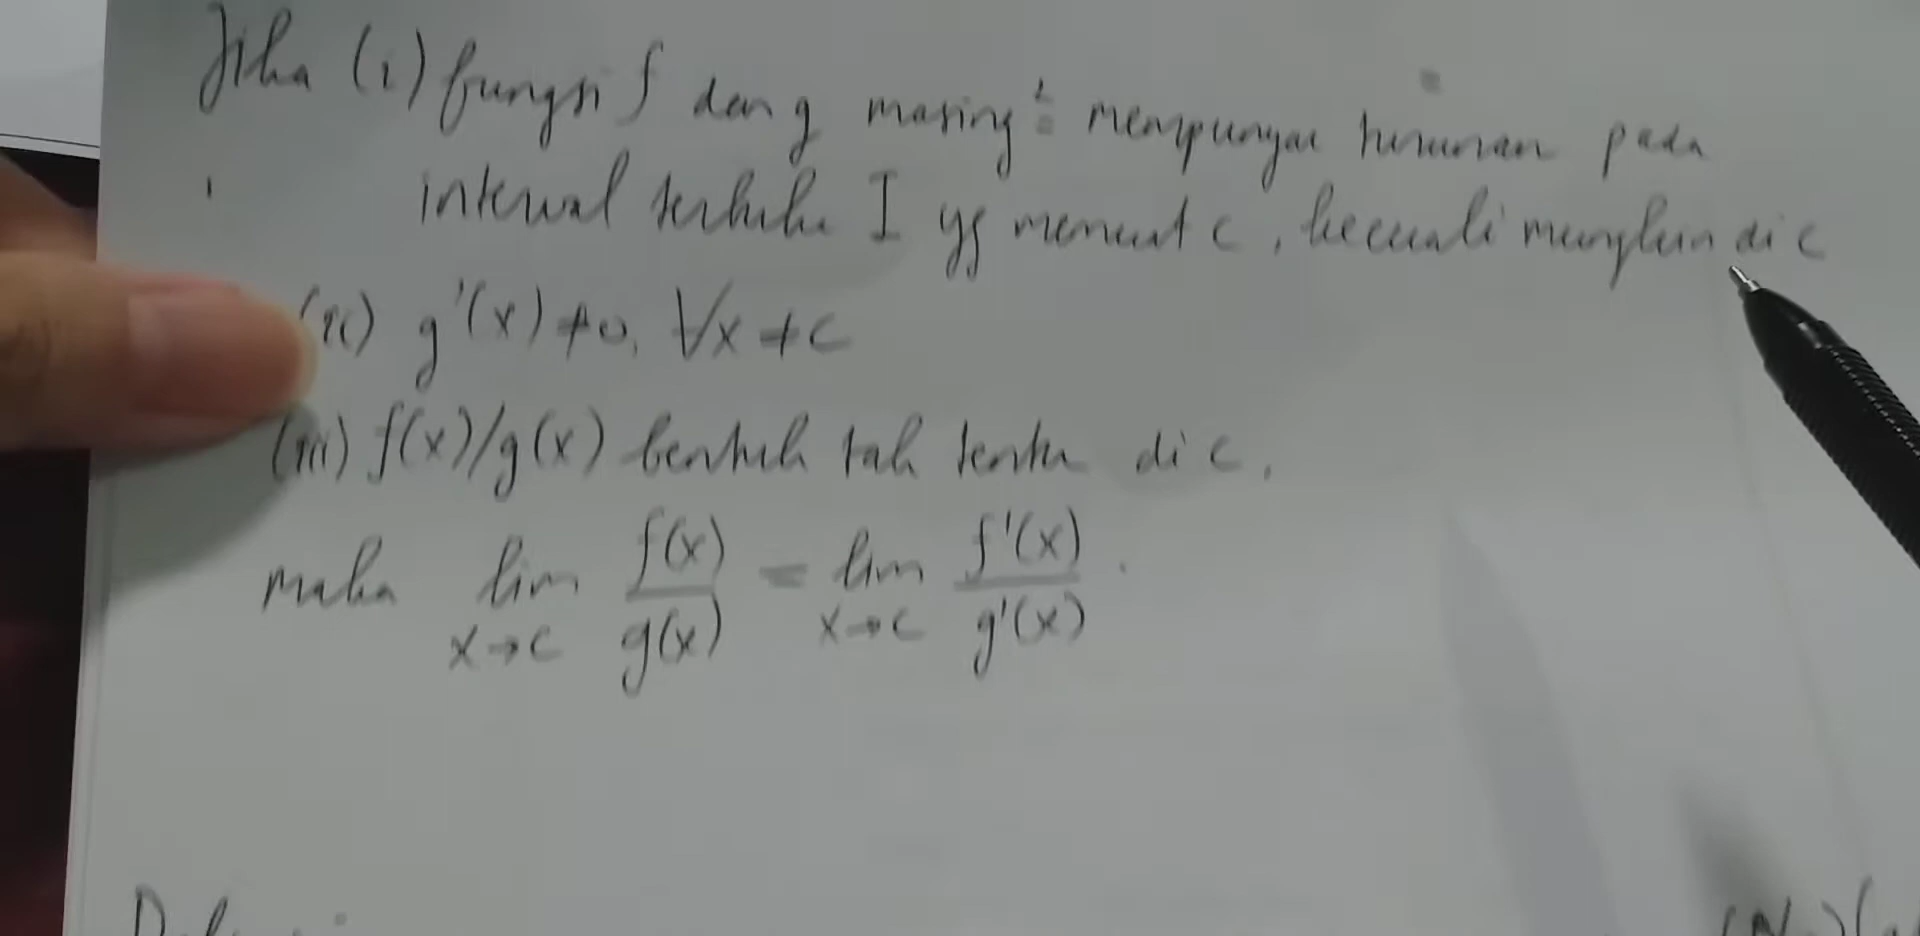 Jika (i) fungsi f dan g masing² mempunyai turunan pada
interval terbuka I yg memuat c, kecuali mungkin di c
(ii) g'(x) ≠ 0, ∀x ≠ c
(iii) f(x)/g(x) bentuk tak tentu di c,
maka lim x→c f(x)/g(x) = lim x→c f'(x)/g'(x).